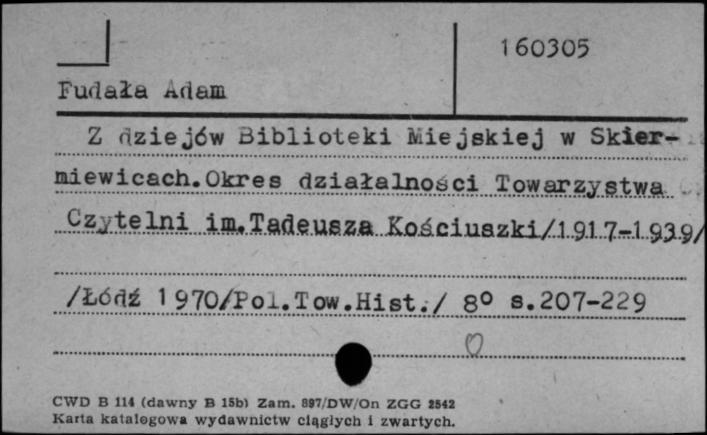 160305
Fudała Adam
Z dziejów Biblioteki Miejskiej w Skier-
niewicach.Okres działalności Towarzystwa
Czytelni im.Tadeusza Kościuszki/1917-1939/
/Łódź 1970/Pol.Tow.Hist./ 8° s.207-229
CWD B 114 (dawny B 15b) Zam. 897/DW/On ZGG 2542
Karta katalogowa wydawnictw ciągłych i zwartych.